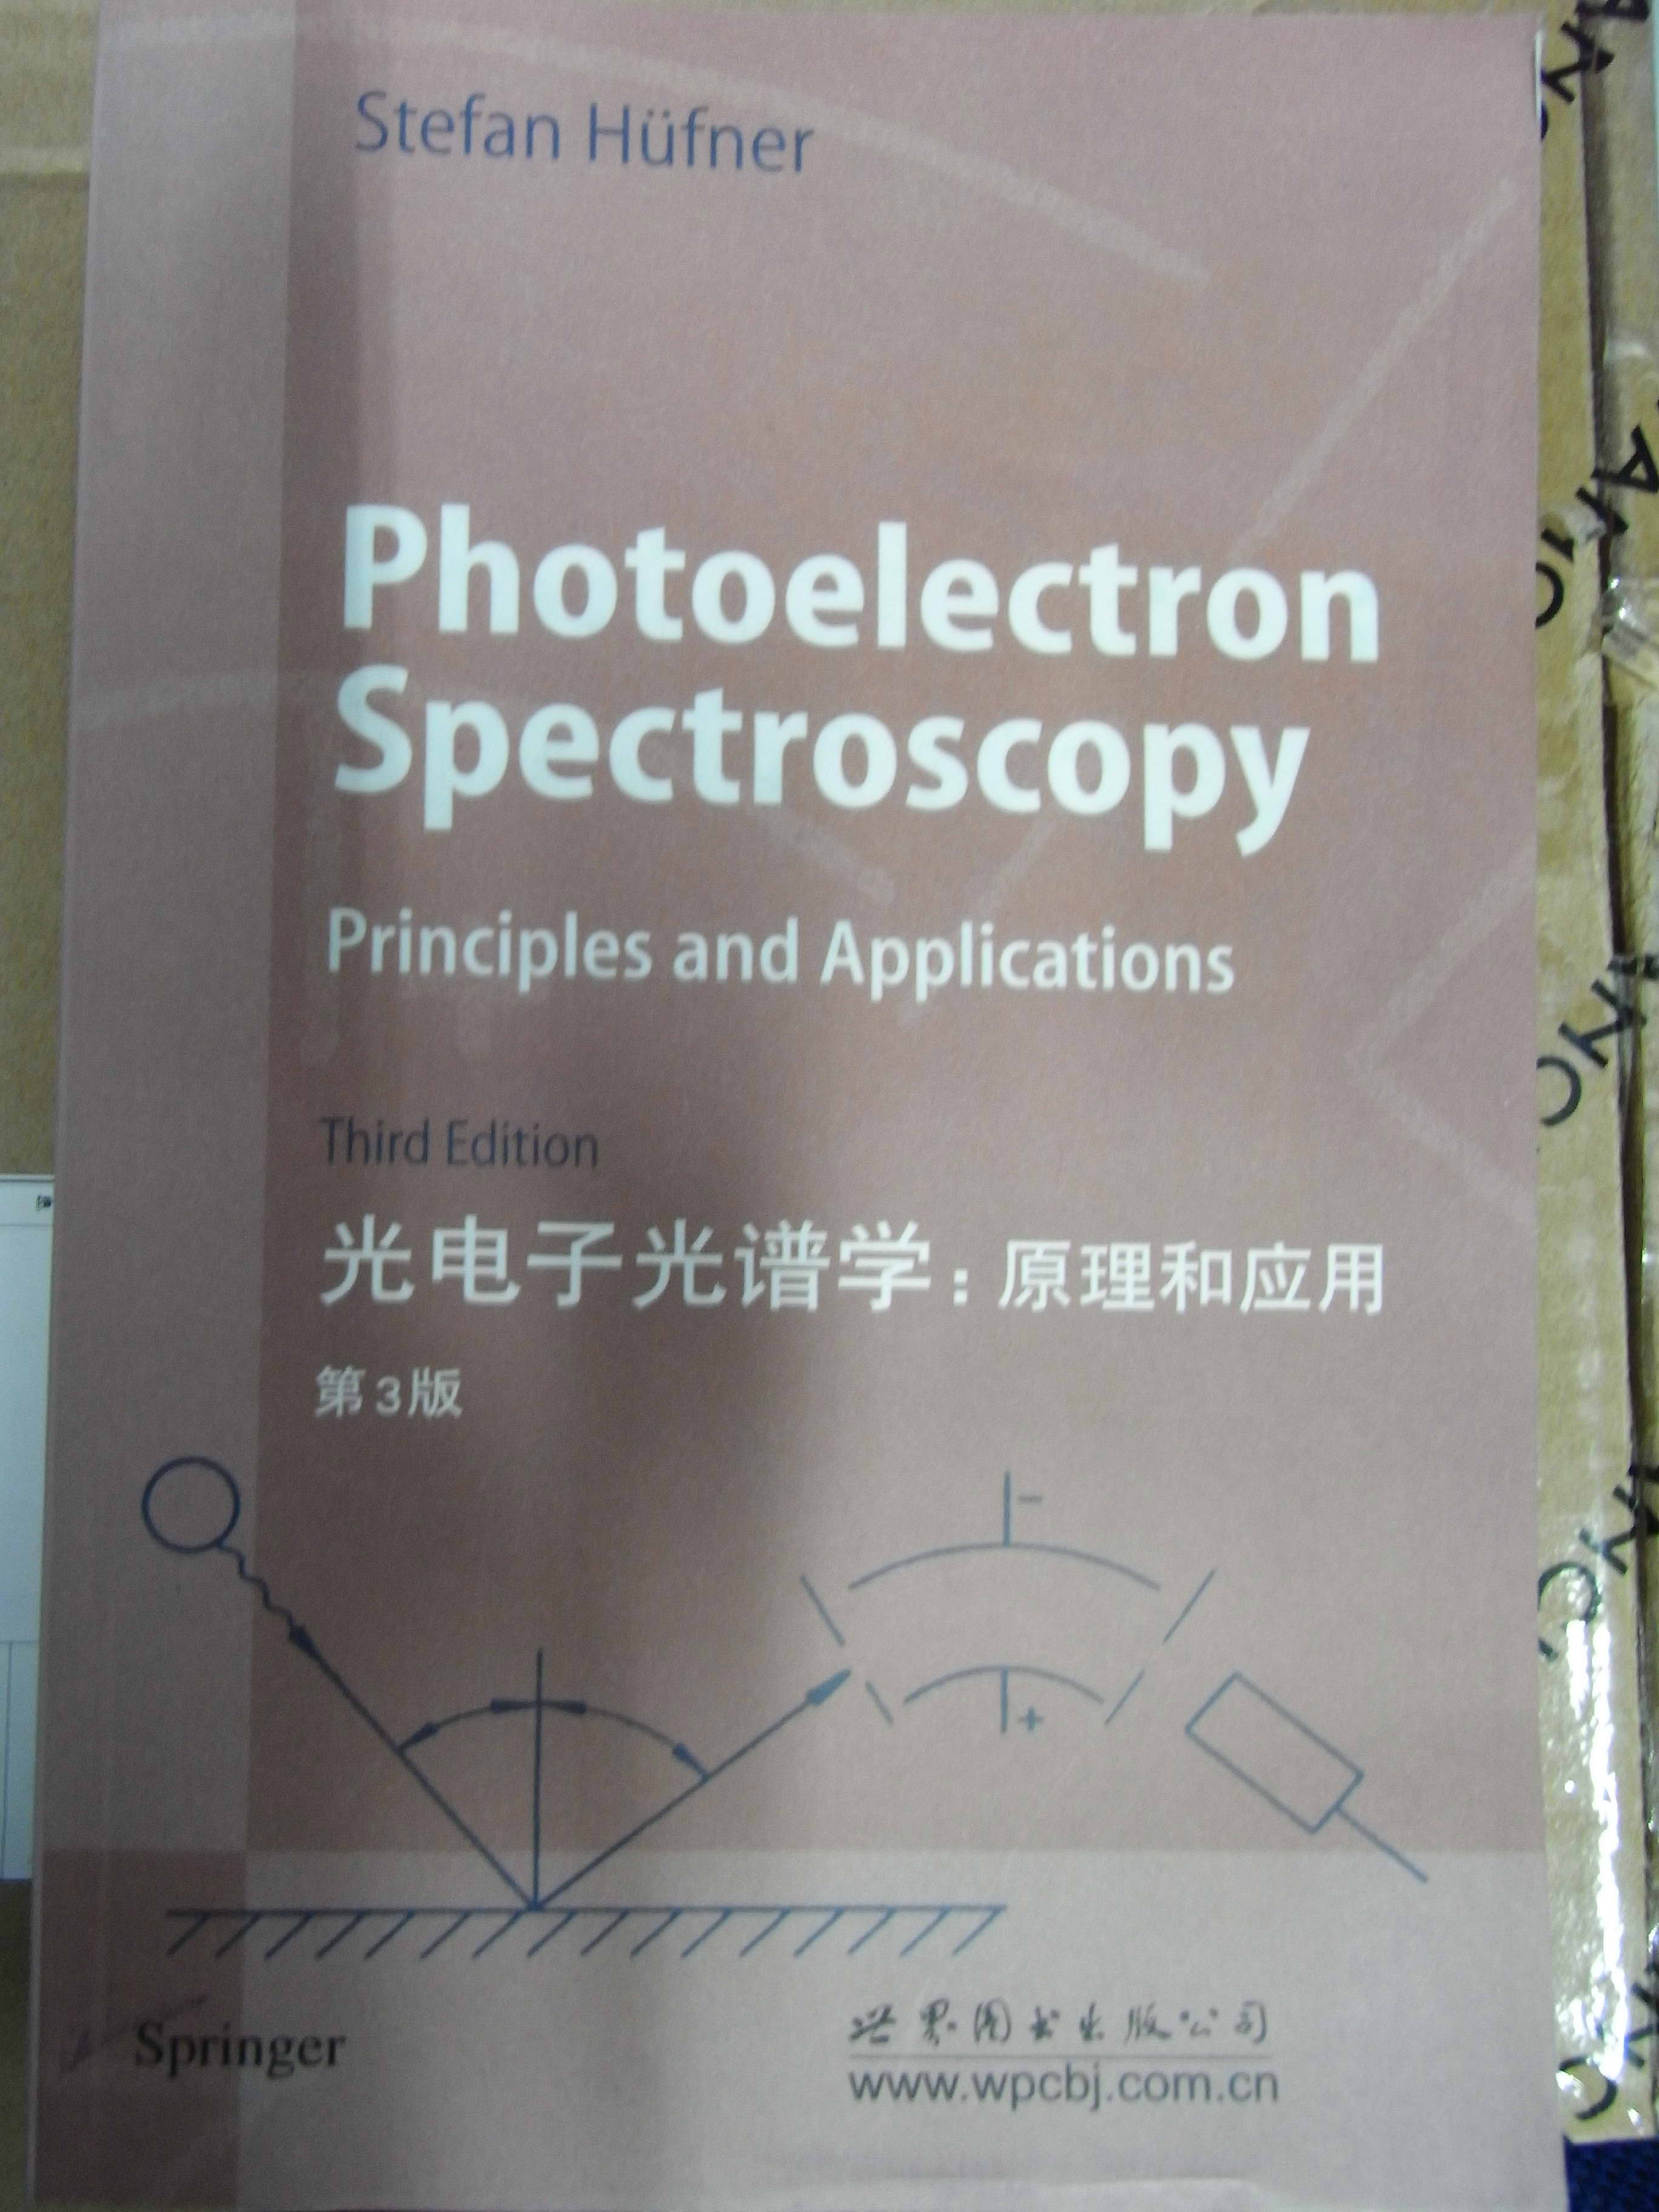 Stefan Hüfner
Photoelectron
Spectroscopy
Principles and Applications
Third Edition
光电子光谱学：原理和应用
第3版
−
+
Springer
世界图书出版公司
www.wpcbj.com.cn